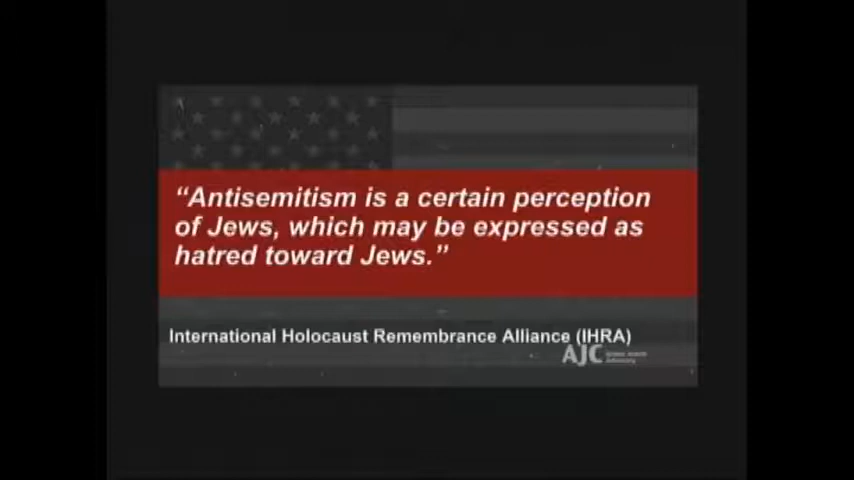 “Antisemitism is a certain perception
of Jews, which may be expressed as
hatred toward Jews.”
International Holocaust Remembrance Alliance (IHRA)
AJC